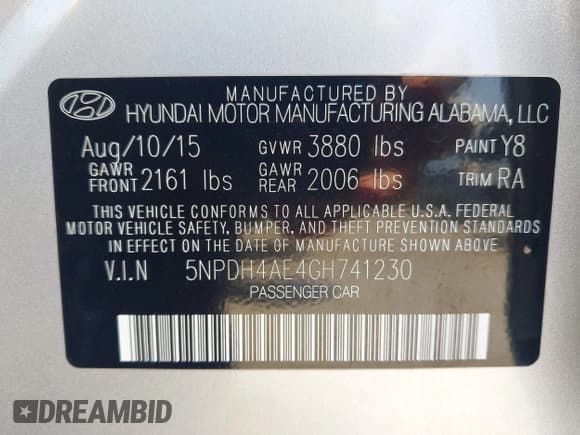 MANUFACTURED BY
HYUNDAI MOTOR MANUFACTURING ALABAMA, LLC
Aug/10/15 GVWR 3880 lbs PAINT Y8
GAWR FRONT 2161 lbs GAWR REAR 2006 lbs TRIM RA
THIS VEHICLE CONFORMS TO ALL APPLICABLE U.S.A. FEDERAL
MOTOR VEHICLE SAFETY, BUMPER, AND THEFT PREVENTION STANDARDS
IN EFFECT ON THE DATE OF MANUFACTURE SHOWN ABOVE.
V.I.N 5NPDH4AE4GH741230
PASSENGER CAR
DREAMBID